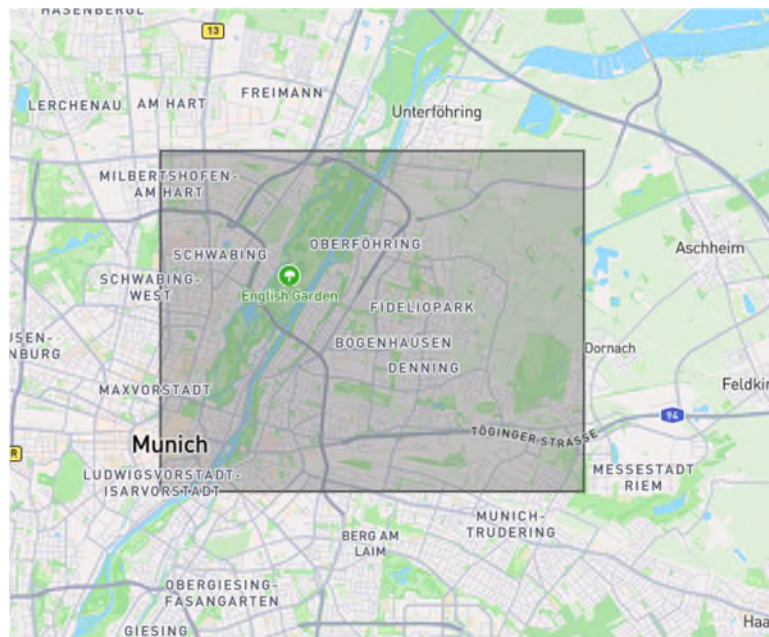 HASENBERGL
13
LERCHENAU
AM HART
FREIMANN
Unterföhring
MILBERTSHOFEN-
AM HART
SCHWABING
OBERFÖHRING
Aschheim
SCHWABING-
WEST
English Garden
FIDELIOPARK
BOGENHAUSEN
Dornach
DENNING
MAXVORSTADT
94
TÖGINGER STRASSE
Munich
MESSESTADT
RIEM
LUDWIGSVORSTADT-
ISARVORSTADT
MUNICH-
TRUDERING
BERG AM
LAIM
OBERGIESING-
FASANGARTEN
GIESING